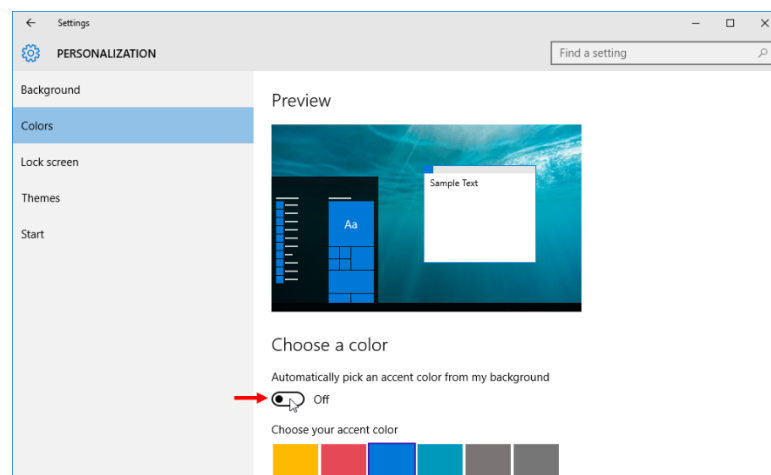 Settings
PERSONALIZATION
Find a setting
Background
Colors
Lock screen
Themes
Start
Preview
Sample Text
Aa
Choose a color
Automatically pick an accent color from my background
Off
Choose your accent color